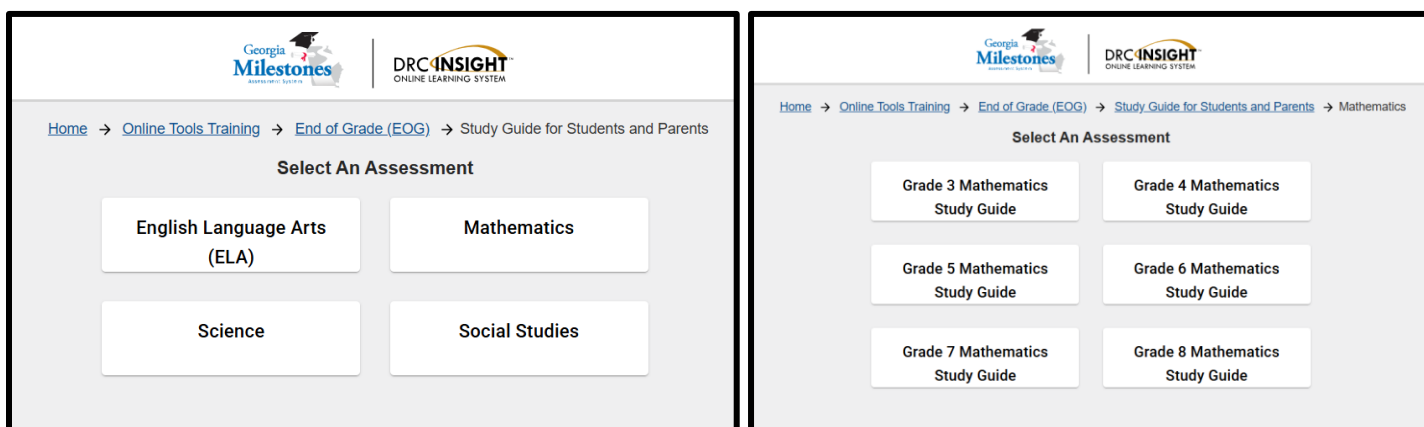 Georgia
Milestones
Assessment System
DRC INSIGHT
ONLINE LEARNING SYSTEM
Home → Online Tools Training → End of Grade (EOG) → Study Guide for Students and Parents
Select An Assessment
English Language Arts
(ELA)
Mathematics
Science
Social Studies
Georgia
Milestones
Assessment System
DRC INSIGHT
ONLINE LEARNING SYSTEM
Home → Online Tools Training → End of Grade (EOG) → Study Guide for Students and Parents → Mathematics
Select An Assessment
Grade 3 Mathematics
Study Guide
Grade 4 Mathematics
Study Guide
Grade 5 Mathematics
Study Guide
Grade 6 Mathematics
Study Guide
Grade 7 Mathematics
Study Guide
Grade 8 Mathematics
Study Guide